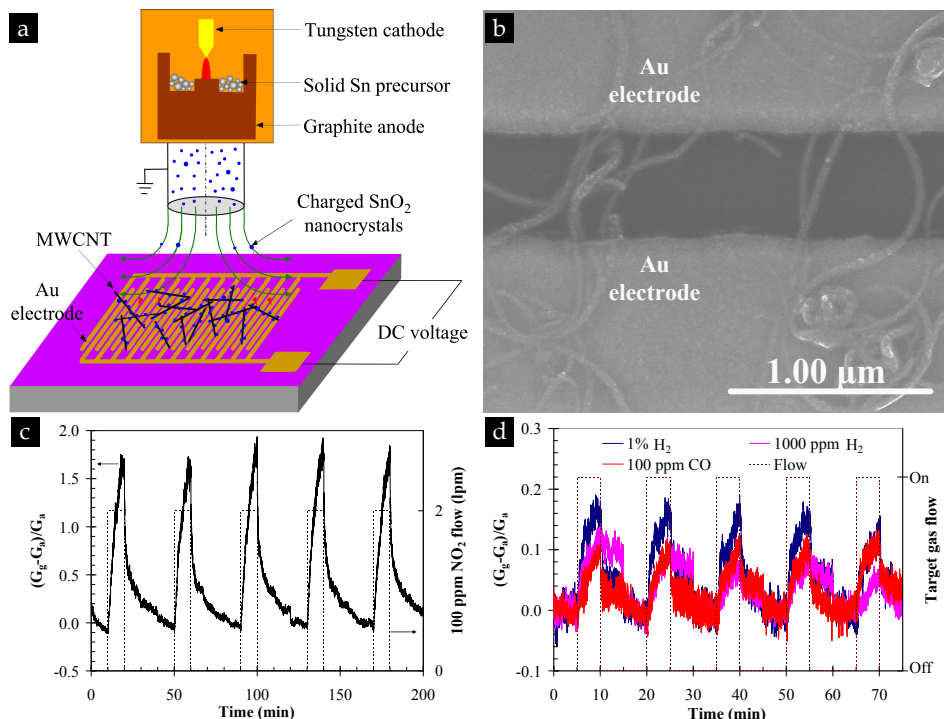 a
Tungsten cathode
Solid Sn precursor
Graphite anode
Charged SnO₂
nanocrystals
MWCNT
Au
electrode
DC voltage
b
Au
electrode
Au
electrode
1.00 µm
c
2.0
1.5
1.0
0.5
0.0
-0.5
(Gg-Ga)/Ga
2
0
100 ppm NO₂ flow (lpm)
0
50
100
150
200
Time (min)
d
1% H₂
1000 ppm H₂
100 ppm CO
Flow
0.3
0.2
0.1
0.0
-0.1
(Gg-Ga)/Ga
On
Off
Target gas flow
0
10
20
30
40
50
60
70
Time (min)